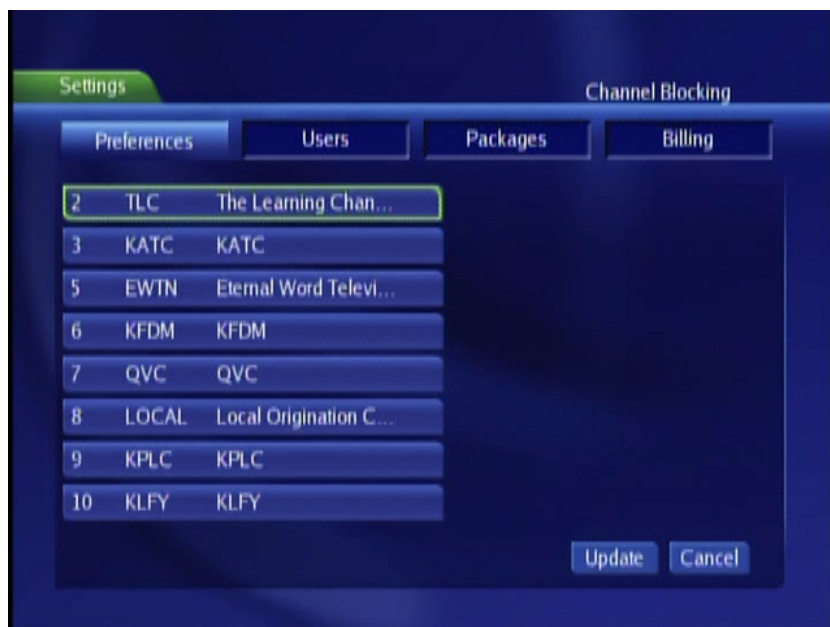 Settings
Channel Blocking
Preferences Users Packages Billing
2 TLC The Learning Chan...
3 KATC KATC
5 EWTN Eternal Word Televi...
6 KFDM KFDM
7 QVC QVC
8 LOCAL Local Origination C...
9 KPLC KPLC
10 KLFY KLFY
Update Cancel